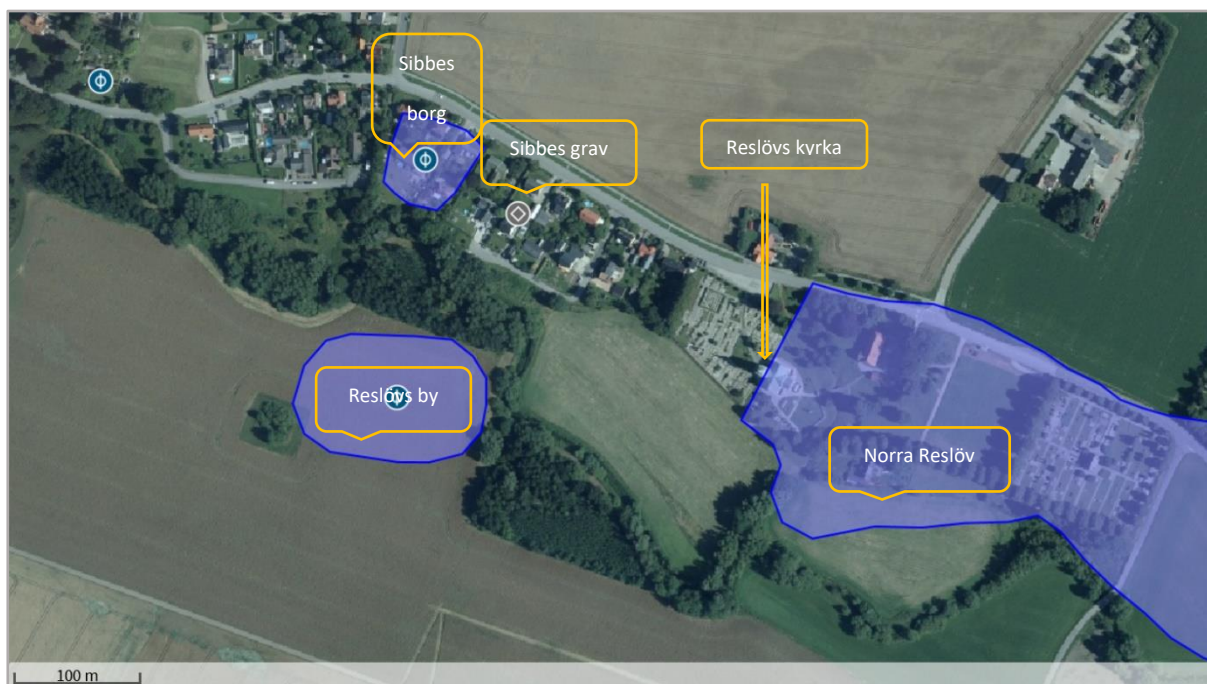 Sibbes
borg
Sibbes grav
Reslövs kyrka
Reslövs by
Norra Reslöv
100 m